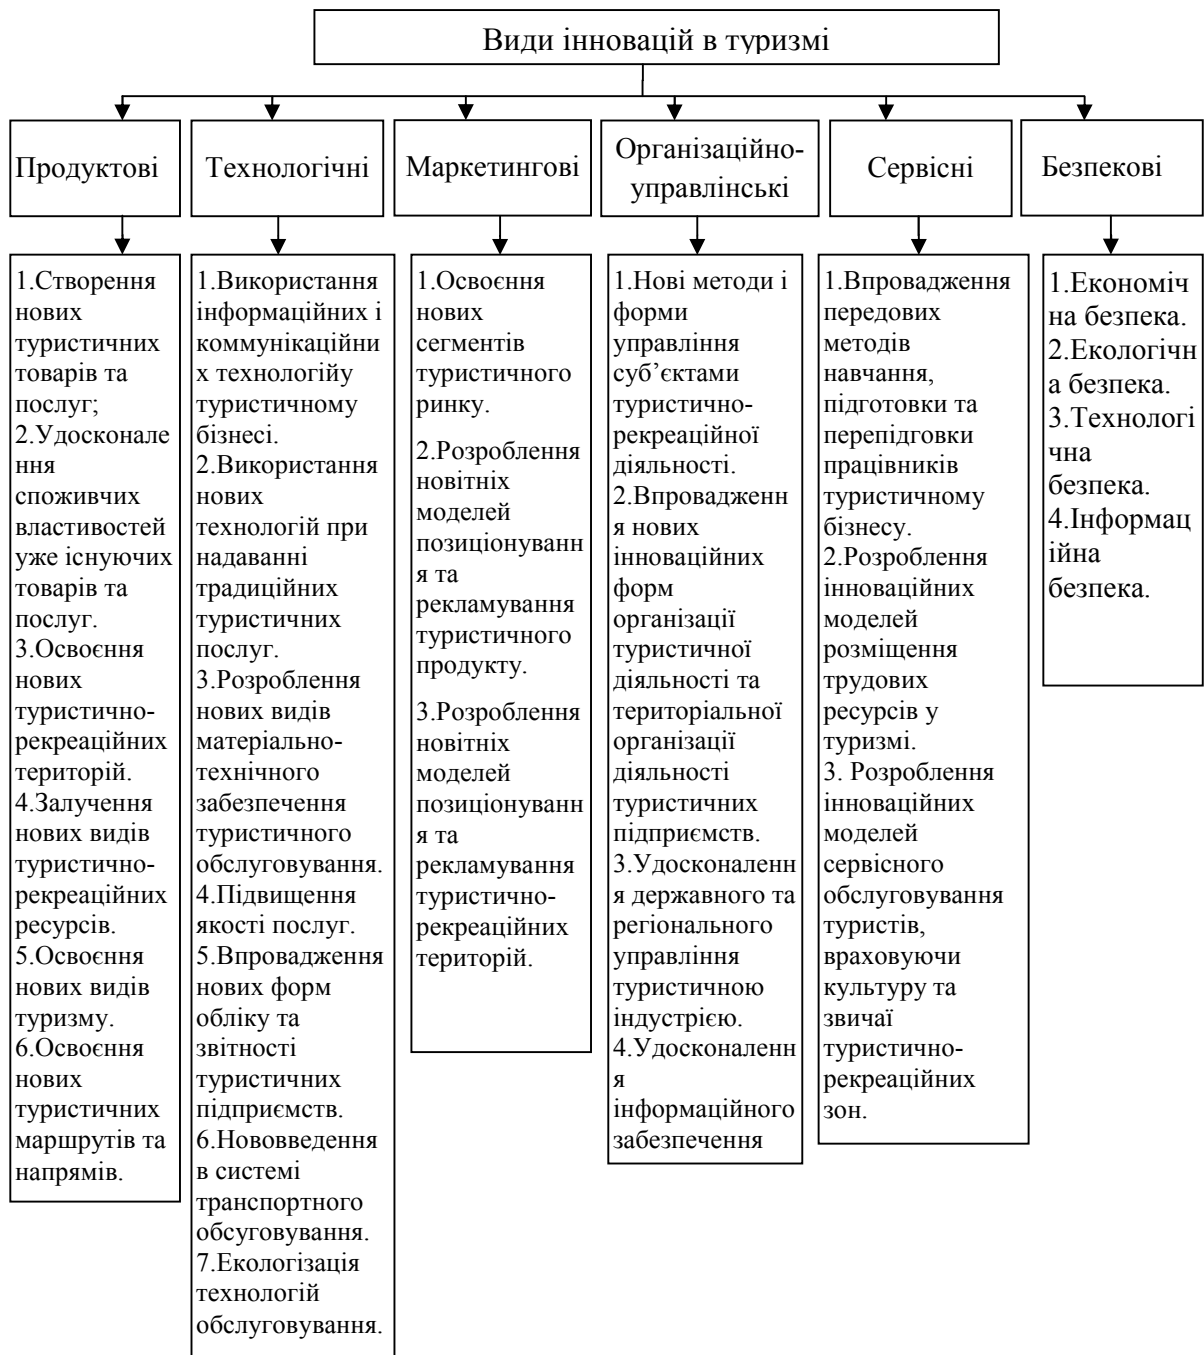 Види інновацій в туризмі
Продуктові
Технологічні
Маркетингові
Організаційно-
управлінські
Сервісні
Безпекові
1.Створення
нових
туристичних
товарів та
послуг;
2.Удосконале
ння
споживчих
властивостей
уже існуючих
товарів та
послуг.
3.Освоєння
нових
туристично-
рекреаційних
територій.
4.Залучення
нових видів
туристично-
рекреаційних
ресурсів.
5.Освоєння
нових видів
туризму.
6.Освоєння
нових
туристичних
маршрутів та
напрямів.
1.Використання
інформаційних і
коммунікаційни
х технологійу
туристичному
бізнесі.
2.Використання
нових
технологій при
надаванні
традиційних
туристичних
послуг.
3.Розроблення
нових видів
матеріально-
технічного
забезпечення
туристичного
обслуговування.
4.Підвищення
якості послуг.
5.Впровадження
нових форм
обліку та
звітності
туристичних
підприємств.
6.Нововведення
в системі
транспортного
обсуговування.
7.Екологізація
технологій
обслуговування.
1.Освоєння
нових
сегментів
туристичного
ринку.
2.Розроблення
новітніх
моделей
позиціонуванн
я та
рекламування
туристичного
продукту.
3.Розроблення
новітніх
моделей
позиціонуванн
я та
рекламування
туристично-
рекреаційних
територій.
1.Нові методи і
форми
управління
суб’єктами
туристично-
рекреаційної
діяльності.
2.Впровадженн
я нових
інноваційних
форм
організації
туристичної
діяльності та
територіальної
організації
діяльності
туристичних
підприємств.
3.Удосконаленн
я державного та
регіонального
управління
туристичною
індустрією.
4.Удосконаленн
я
інформаційного
забезпечення
1.Впровадження
передових
методів
навчання,
підготовки та
перепідговки
працівників
туристичному
бізнесу.
2.Розроблення
інноваційних
моделей
розміщення
трудових
ресурсів у
туризмі.
3. Розроблення
інноваційних
моделей
сервісного
обслуговування
туристів,
враховуючи
культуру та
звичаї
туристично-
рекреаційних
зон.
1.Економіч
на безпека.
2.Екологічн
а безпека.
3.Технологі
чна
безпека.
4.Інформац
ійна
безпека.